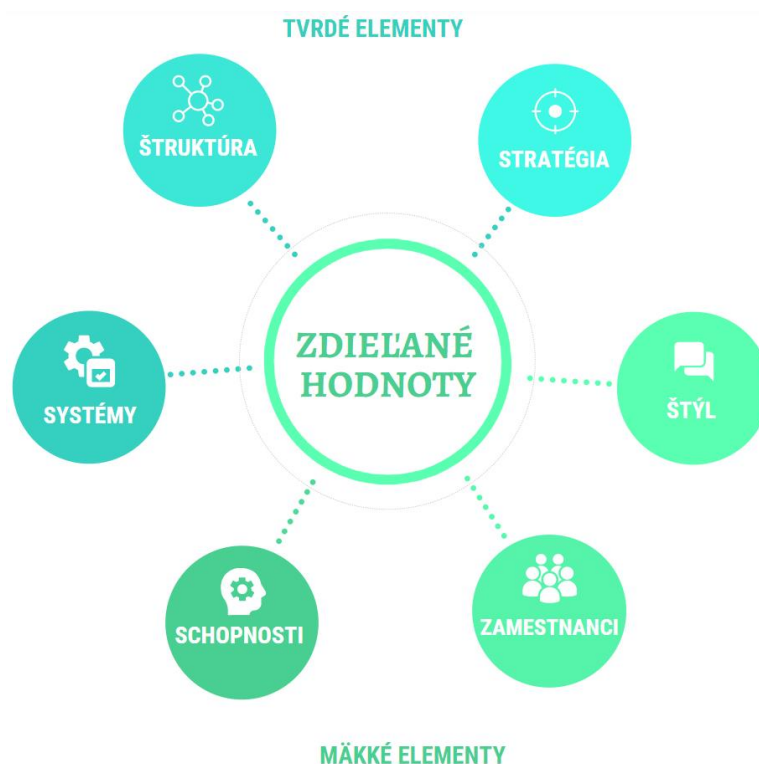 TVRDÉ ELEMENTY
ŠTRUKTÚRA
STRATÉGIA
ZDIEĽANÉ
HODNOTY
SYSTÉMY
ŠTÝL
SCHOPNOSTI
ZAMESTNANCI
MÄKKÉ ELEMENTY